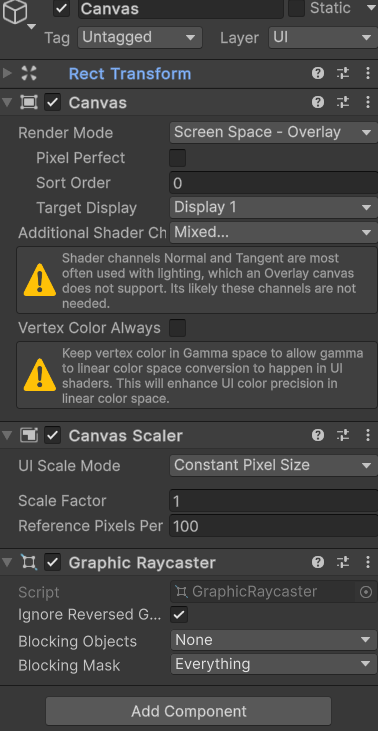 Canvas Static
Tag Untagged Layer UI
Rect Transform
Canvas
Render Mode Screen Space - Overlay
Pixel Perfect
Sort Order 0
Target Display Display 1
Additional Shader Ch Mixed...
Shader channels Normal and Tangent are most
often used with lighting, which an Overlay canvas
does not support. Its likely these channels are not
needed.
Vertex Color Always
Keep vertex color in Gamma space to allow gamma
to linear color space conversion to happen in UI
shaders. This will enhance UI color precision in
linear color space.
Canvas Scaler
UI Scale Mode Constant Pixel Size
Scale Factor 1
Reference Pixels Per 100
Graphic Raycaster
Script GraphicRaycaster
Ignore Reversed G...
Blocking Objects None
Blocking Mask Everything
Add Component